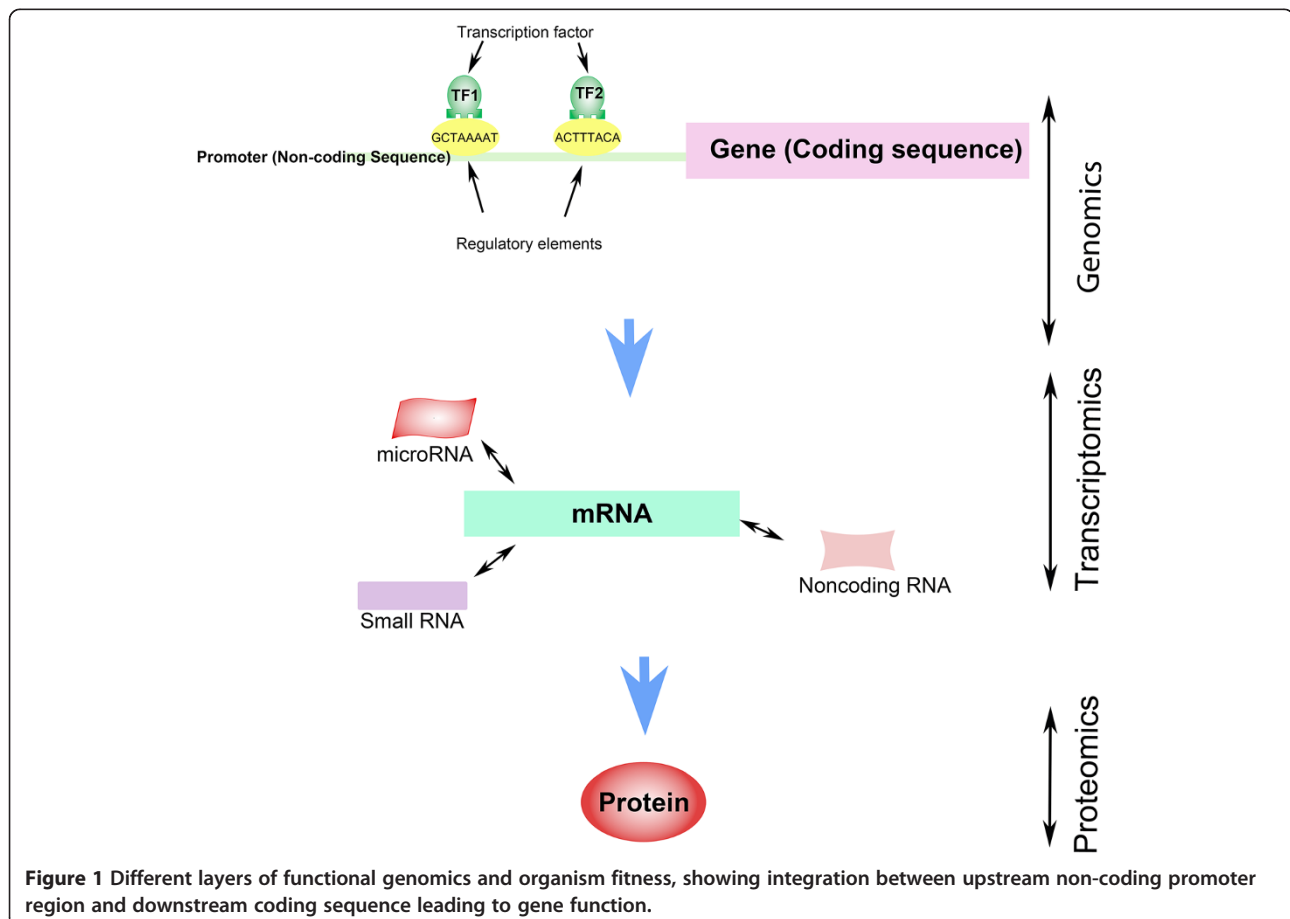 Transcription factor
TF1
TF2
GCTAAAAT
ACTTTACA
Promoter (Non-coding Sequence)
Gene (Coding sequence)
Regulatory elements
Genomics
microRNA
mRNA
Noncoding RNA
Small RNA
Transcriptomics
Protein
Proteomics
Figure 1 Different layers of functional genomics and organism fitness, showing integration between upstream non-coding promoter
region and downstream coding sequence leading to gene function.